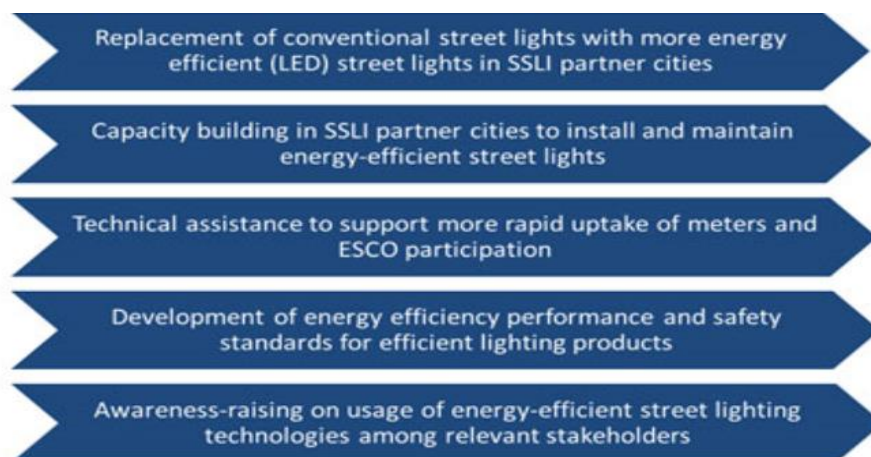 Replacement of conventional street lights with more energy
efficient (LED) street lights in SSLI partner cities
Capacity building in SSLI partner cities to install and maintain
energy-efficient street lights
Technical assistance to support more rapid uptake of meters and
ESCO participation
Development of energy efficiency performance and safety
standards for efficient lighting products
Awareness-raising on usage of energy-efficient street lighting
technologies among relevant stakeholders